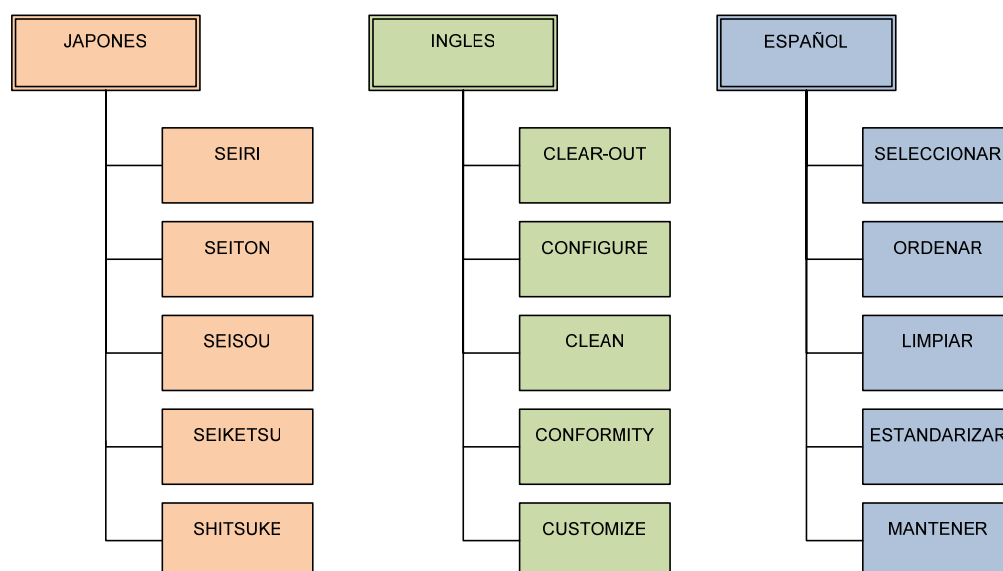 JAPONES
SEIRI
SEITON
SEISOU
SEIKETSU
SHITSUKE
INGLES
CLEAR-OUT
CONFIGURE
CLEAN
CONFORMITY
CUSTOMIZE
ESPAÑOL
SELECCIONAR
ORDENAR
LIMPIAR
ESTANDARIZAR
MANTENER